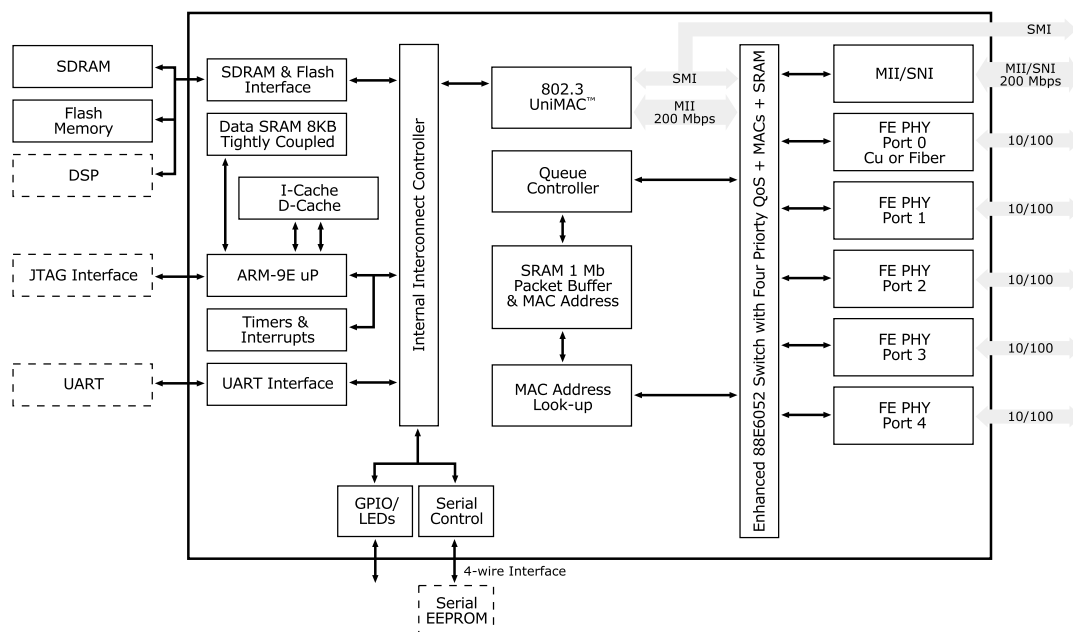 SMI
SDRAM
Flash
Memory
DSP
JTAG Interface
UART
SDRAM & Flash
Interface
Data SRAM 8KB
Tightly Coupled
I-Cache
D-Cache
ARM-9E uP
Timers &
Interrupts
UART Interface
Internal Interconnect Controller
802.3
UniMAC™
SMI
MII
200 Mbps
Queue
Controller
SRAM 1 Mb
Packet Buffer
& MAC Address
MAC Address
Look-up
Enhanced 88E6052 Switch with Four Priorty QoS + MACs + SRAM
MII/SNI
MII/SNI
200 Mbps
FE PHY
Port 0
Cu or Fiber
10/100
FE PHY
Port 1
10/100
FE PHY
Port 2
10/100
FE PHY
Port 3
10/100
FE PHY
Port 4
10/100
GPIO/
LEDs
Serial
Control
4-wire Interface
Serial
EEPROM